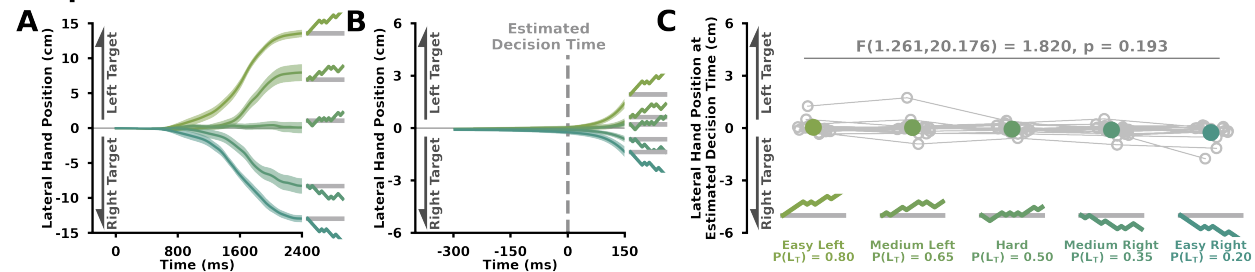 A
Lateral Hand Position (cm)
15
10
5
0
-5
-10
-15
Left Target
Right Target
0
800
1600
2400
Time (ms)
B
Lateral Hand Position (cm)
6
3
0
-3
-6
Left Target
Right Target
Estimated
Decision Time
-300
-150
0
150
Time (ms)
C
Lateral Hand Position at
Estimated Decision Time (cm)
6
3
0
-3
-6
Left Target
Right Target
F(1.261,20.176) = 1.820, p = 0.193
Easy Left
P(L_T) = 0.80
Medium Left
P(L_T) = 0.65
Hard
P(L_T) = 0.50
Medium Right
P(L_T) = 0.35
Easy Right
P(L_T) = 0.20